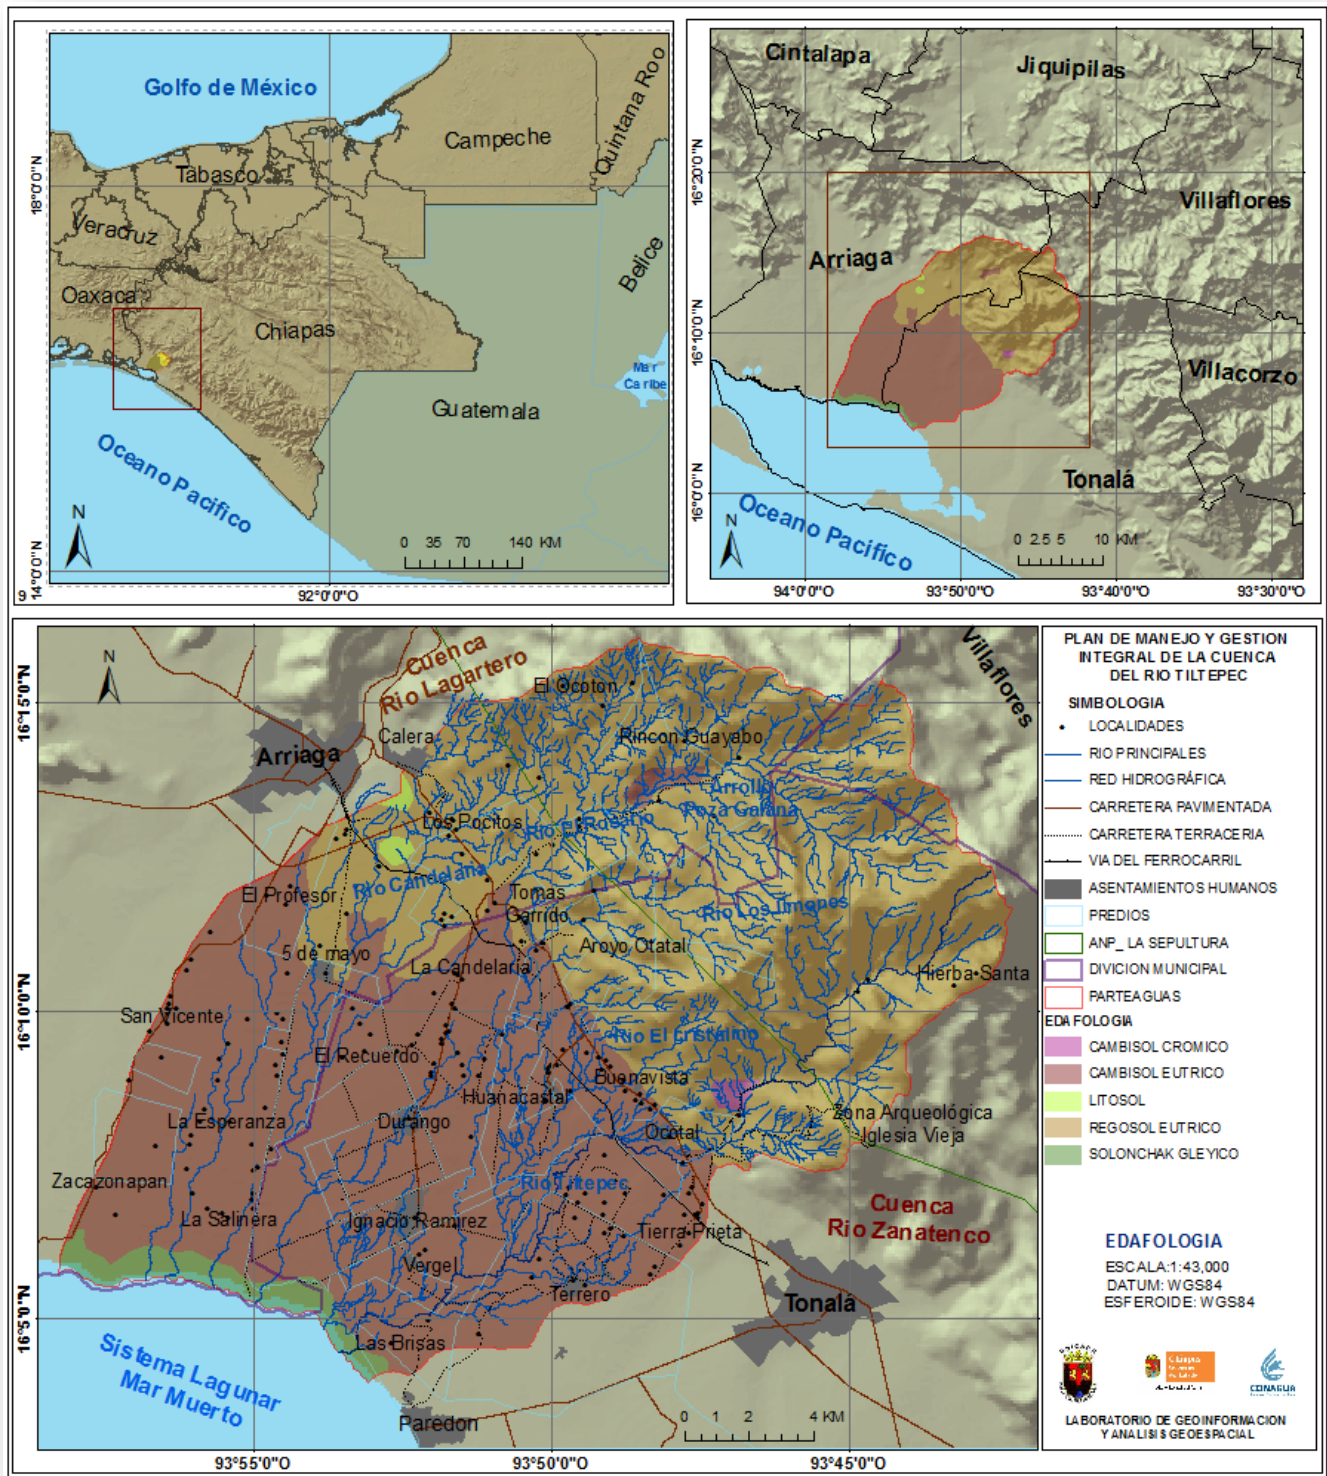 Golfo de México
Campeche
Quintana Roo
Tabasco
Veracruz
Oaxaca
Chiapas
Belice
Mar
Caribe
Guatemala
Oceano Pacifico
N
0 35 70 140 KM
18°0'0"N
14°0'0"N
9
92°0'0"O
Cintalapa
Jiquipilas
Villaflores
Arriaga
Villacorzo
Tonalá
Oceano Pacifico
N
0 2.5 5 10 KM
16°20'0"N
16°10'0"N
16°0'0"N
94°0'0"O
93°50'0"O
93°40'0"O
93°30'0"O
N
Cuenca
Rio Lagartero
Villaflores
El Ocoton
Arriaga
Calera
Rincon Guayabo
Arrollo
Poza Galana
Los Pocitos
Rio El Rosario
Rio Candelaria
El Profesor
Tomas
Garrido
Rio Los Limones
5 de mayo
Aroyo Otatal
La Candelaria
Hierba Santa
San Vicente
Rio El Cristalino
El Recuerdo
Buenavista
Huanacastal
La Esperanza
Durango
Ocotal
Zona Arqueológica
Iglesia Vieja
Zacazonapan
Rio Tiltepec
La Salinera
Ignacio Ramirez
Tierra Prieta
Cuenca
Rio Zanatenco
Vergel
Terrero
Tonalá
Las Brisas
Sistema Lagunar
Mar Muerto
Paredon
0 1 2 4 KM
16°15'0"N
16°10'0"N
16°5'0"N
93°55'0"O
93°50'0"O
93°45'0"O
PLAN DE MANEJO Y GESTION
INTEGRAL DE LA CUENCA
DEL RIO TILTEPEC
SIMBOLOGIA
LOCALIDADES
RIO PRINCIPALES
RED HIDROGRÁFICA
CARRETERA PAVIMENTADA
CARRETERA TERRACERIA
VIA DEL FERROCARRIL
ASENTAMIENTOS HUMANOS
PREDIOS
ANP_ LA SEPULTURA
DIVICION MUNICIPAL
PARTEAGUAS
EDAFOLOGIA
CAMBISOL CROMICO
CAMBISOL EUTRICO
LITOSOL
REGOSOL EUTRICO
SOLONCHAK GLEYICO
EDAFOLOGIA
ESCALA:1:43,000
DATUM: WGS84
ESFEROIDE: WGS84
CONAGUA
LABORATORIO DE GEOINFORMACION
Y ANALISIS GEOESPACIAL